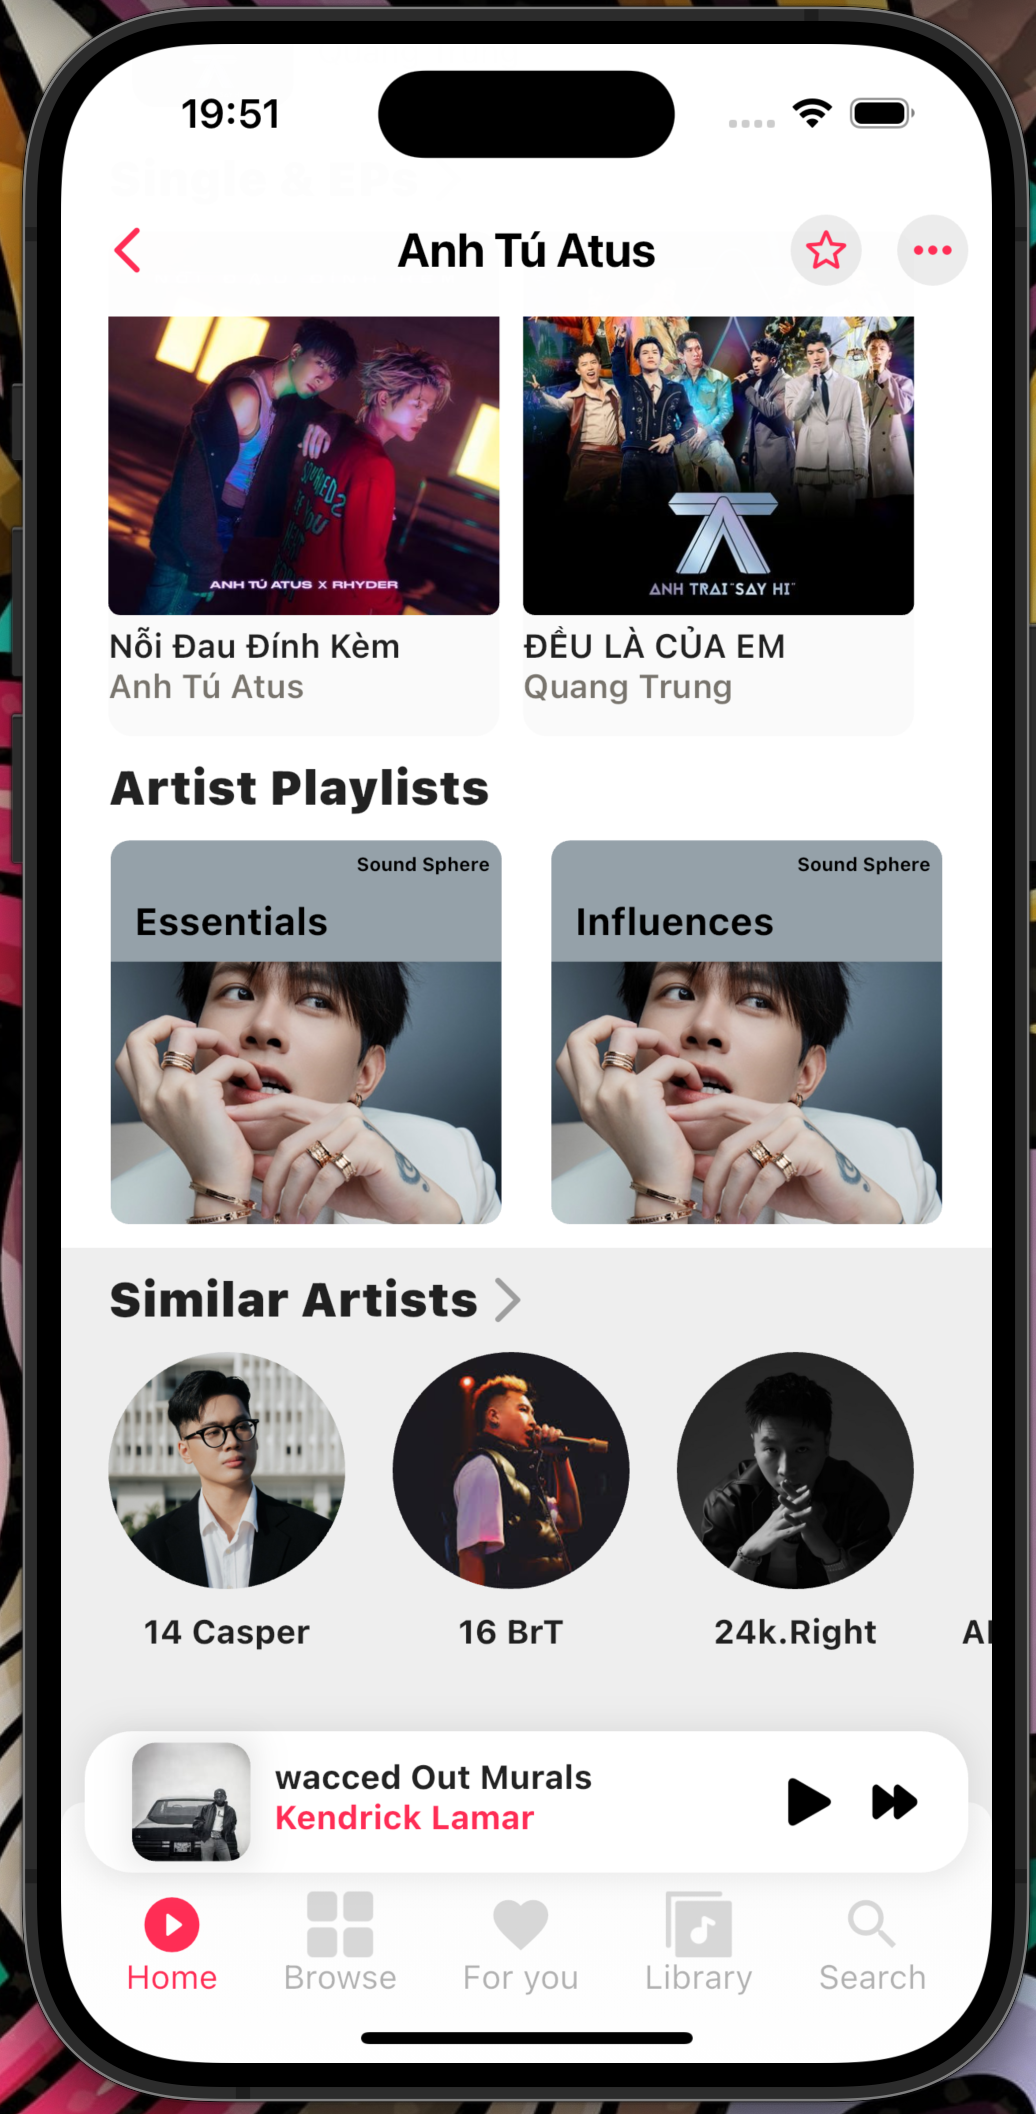 19:51
Single & EPs
Anh Tú Atus
ANH TÚ ATUS X RHYDER
ANH TRAI "SAY HI"
Nỗi Đau Đính Kèm
Anh Tú Atus
ĐỀU LÀ CỦA EM
Quang Trung
Artist Playlists
Sound Sphere
Essentials
Sound Sphere
Influences
Similar Artists
14 Casper
16 BrT
24k.Right
wacced Out Murals
Kendrick Lamar
Home
Browse
For you
Library
Search